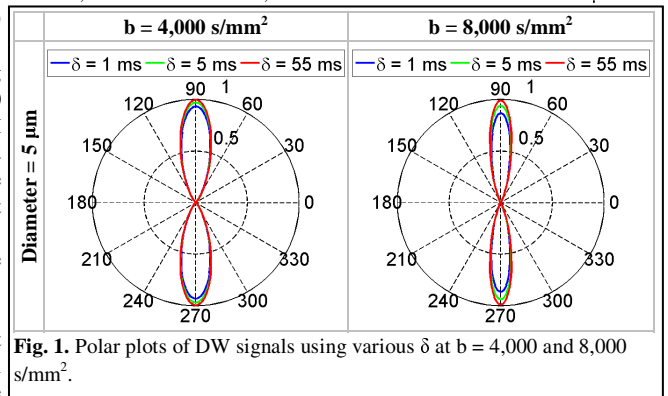 b = 4,000 s/mm²
b = 8,000 s/mm²
Diameter = 5 µm
δ = 1 ms δ = 5 ms δ = 55 ms
90 1
120 60
0.5
150 30
180 0
210 330
240 300
270
δ = 1 ms δ = 5 ms δ = 55 ms
90 1
120 60
0.5
150 30
180 0
210 330
240 300
270
Fig. 1. Polar plots of DW signals using various δ at b = 4,000 and 8,000
s/mm².